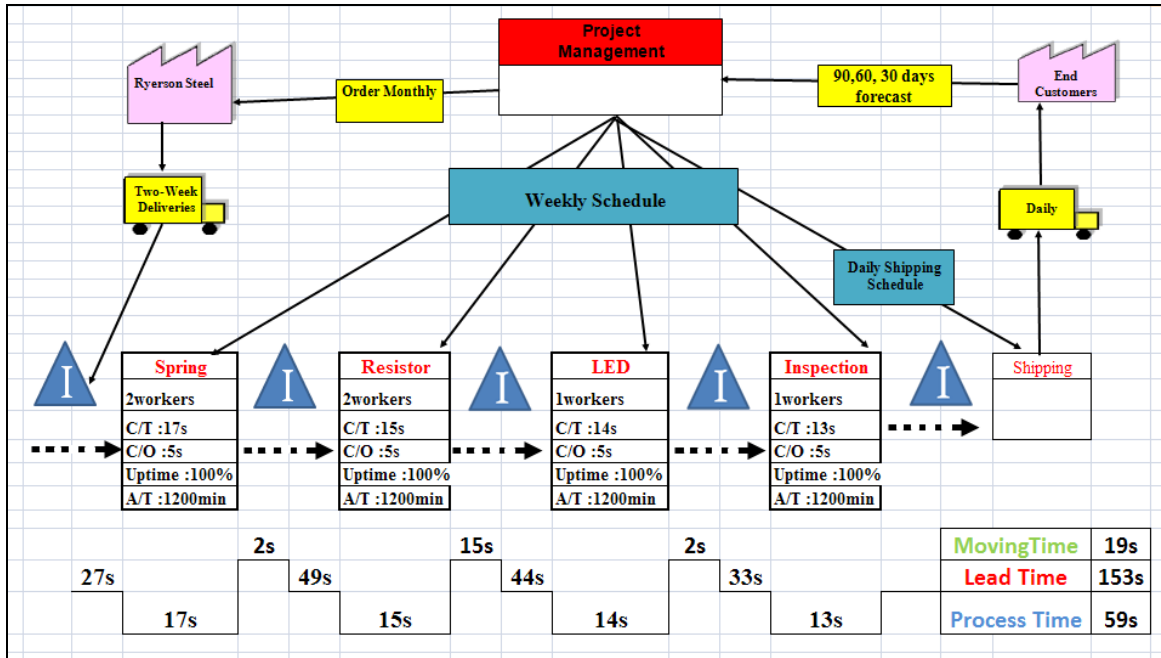 Project
Management
Ryerson Steel
Order Monthly
90,60, 30 days
forecast
End
Customers
Two-Week
Deliveries
Weekly Schedule
Daily
Daily Shipping
Schedule
I
Spring
2workers
C/T :17s
C/O :5s
Uptime :100%
A/T :1200min
I
Resistor
2workers
C/T :15s
C/O :5s
Uptime :100%
A/T :1200min
I
LED
1workers
C/T :14s
C/O :5s
Uptime :100%
A/T :1200min
I
Inspection
1workers
C/T :13s
C/O :5s
Uptime :100%
A/T :1200min
I
Shipping
2s
15s
2s
27s
49s
44s
33s
17s
15s
14s
13s
MovingTime 19s
Lead Time 153s
Process Time 59s